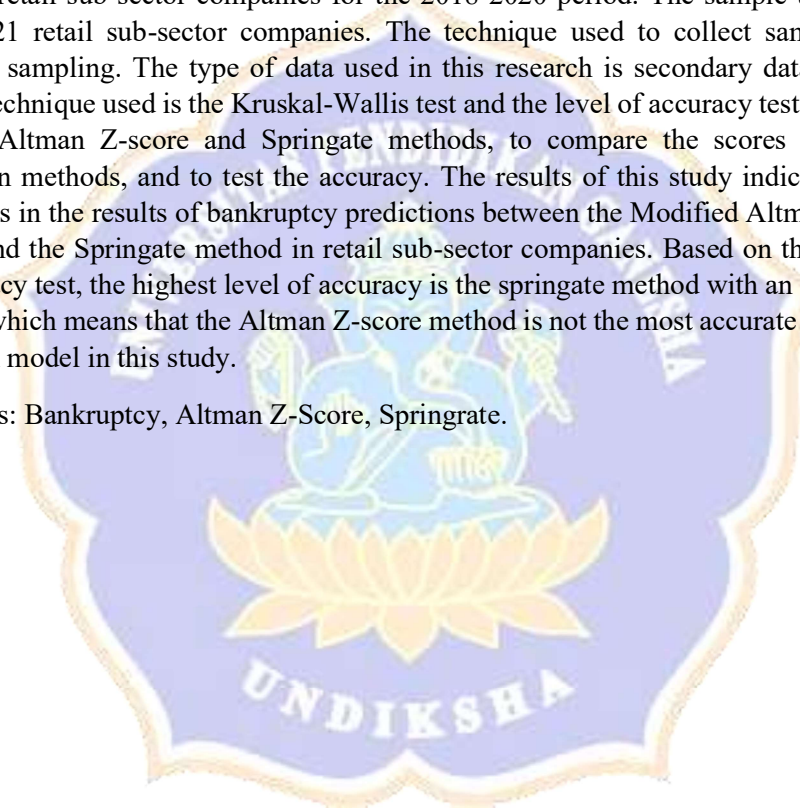 retail sub-sector companies for the 2018-2020 period. The sample
21 retail sub-sector companies. The technique used to collect sam
sampling. The type of data used in this research is secondary dat
echnique used is the Kruskal-Wallis test and the level of accuracy test
Altman Z-score and Springate methods, to compare the scores
n methods, and to test the accuracy. The results of this study indic
s in the results of bankruptcy predictions between the Modified Altm
nd the Springate method in retail sub-sector companies. Based on th
cy test, the highest level of accuracy is the springate method with an
which means that the Altman Z-score method is not the most accurate
model in this study.
s: Bankruptcy, Altman Z-Score, Springrate.
UNIVERSITAS PENDIDIKAN GANESHA
UNDIKSHA